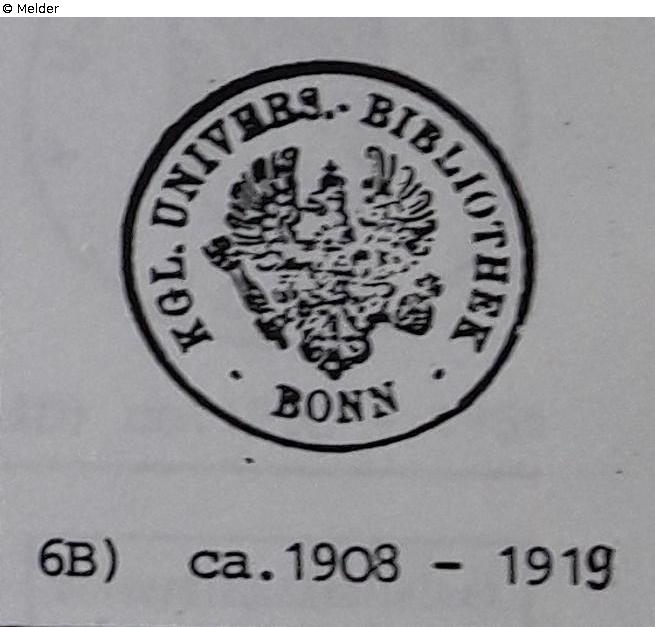 © Melder
KGL. UNIVERS.-BIBLIOTHEK
· BONN ·
6B) ca.1908 - 1919